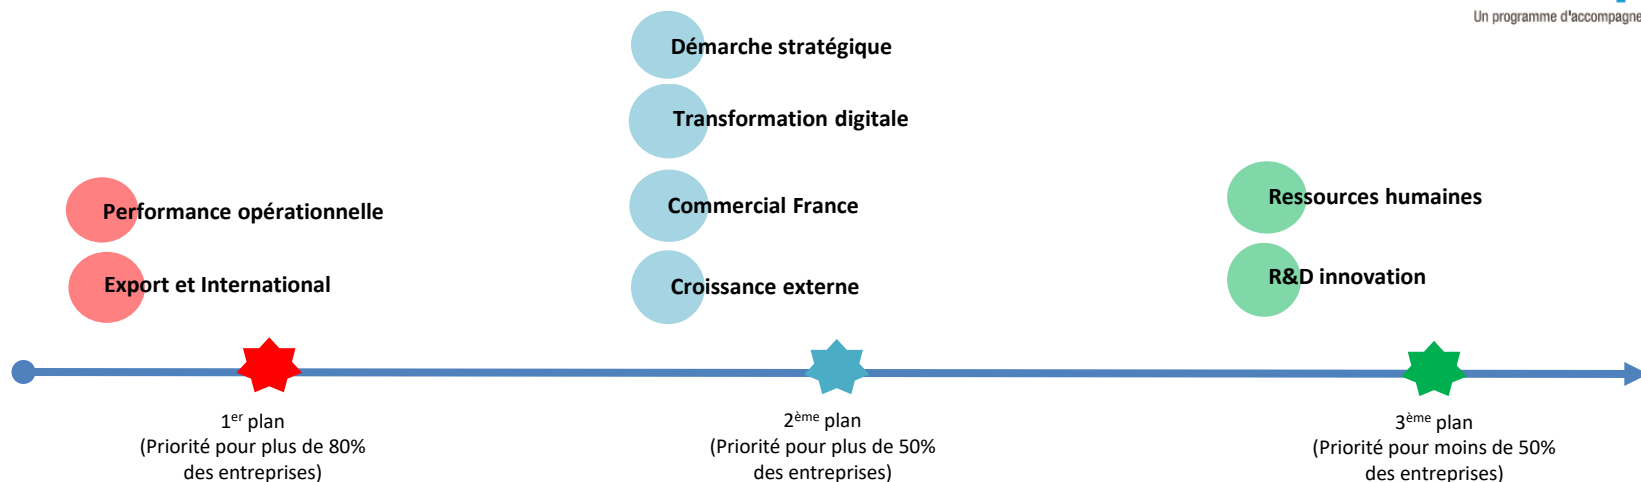 Un programme d'accompagne
Démarche stratégique
Transformation digitale
Performance opérationnelle
Commercial France
Ressources humaines
Export et International
Croissance externe
R&D innovation
1er plan
(Priorité pour plus de 80%
des entreprises)
2ème plan
(Priorité pour plus de 50%
des entreprises)
3ème plan
(Priorité pour moins de 50%
des entreprises)